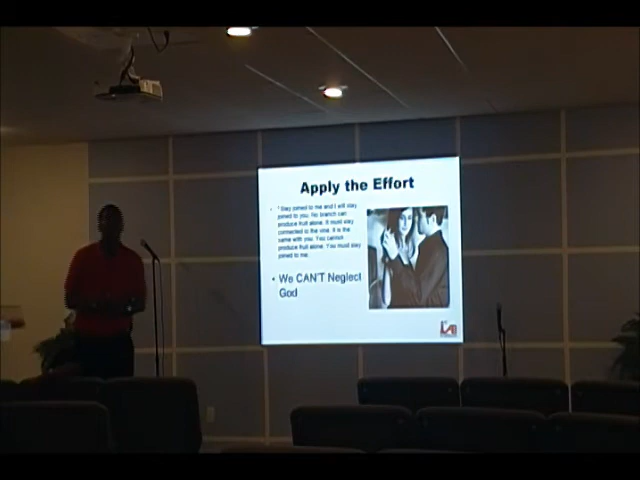 Apply the Effort
• "Stay joined to me and I will stay
joined to you. No branch can
produce fruit alone. It must stay
connected to the vine. It is the
same with you. You cannot
produce fruit alone. You must stay
joined to me.
• We CAN'T Neglect
God